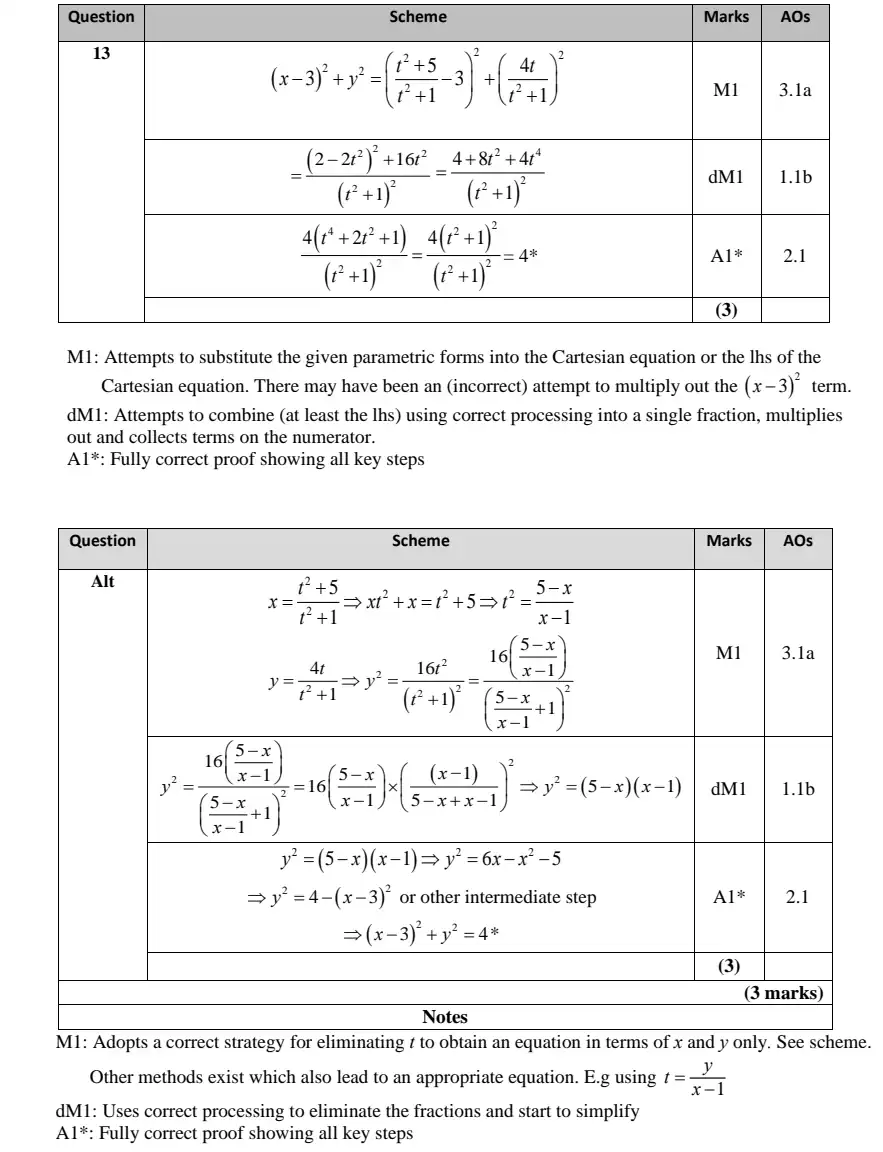 Question Scheme Marks AOs
13 (x − 3)² + y² = ((t² + 5)/(t² + 1) − 3)² + (4t/(t² + 1))² M1 3.1a
= ((2 − 2t²)² + 16t²)/(t² + 1)² = (4 + 8t² + 4t⁴)/(t² + 1)² dM1 1.1b
4(t⁴ + 2t² + 1)/(t² + 1)² = 4(t² + 1)²/(t² + 1)² = 4* A1* 2.1
(3)
M1: Attempts to substitute the given parametric forms into the Cartesian equation or the lhs of the
Cartesian equation. There may have been an (incorrect) attempt to multiply out the (x − 3)² term.
dM1: Attempts to combine (at least the lhs) using correct processing into a single fraction, multiplies
out and collects terms on the numerator.
A1*: Fully correct proof showing all key steps
Question Scheme Marks AOs
Alt x = (t² + 5)/(t² + 1) ⇒ xt² + x = t² + 5 ⇒ t² = (5 − x)/(x − 1)
y = 4t/(t² + 1) ⇒ y² = 16t²/(t² + 1)² = 16((5 − x)/(x − 1))/((5 − x)/(x − 1) + 1)² M1 3.1a
y² = 16((5 − x)/(x − 1))/((5 − x)/(x − 1) + 1)² = 16((5 − x)/(x − 1)) × ((x − 1)/(5 − x + x − 1))² ⇒ y² = (5 − x)(x − 1) dM1 1.1b
y² = (5 − x)(x − 1) ⇒ y² = 6x − x² − 5
⇒ y² = 4 − (x − 3)² or other intermediate step A1* 2.1
⇒ (x − 3)² + y² = 4*
(3)
(3 marks)
Notes
M1: Adopts a correct strategy for eliminating t to obtain an equation in terms of x and y only. See scheme.
Other methods exist which also lead to an appropriate equation. E.g using t = y/(x − 1)
dM1: Uses correct processing to eliminate the fractions and start to simplify
A1*: Fully correct proof showing all key steps